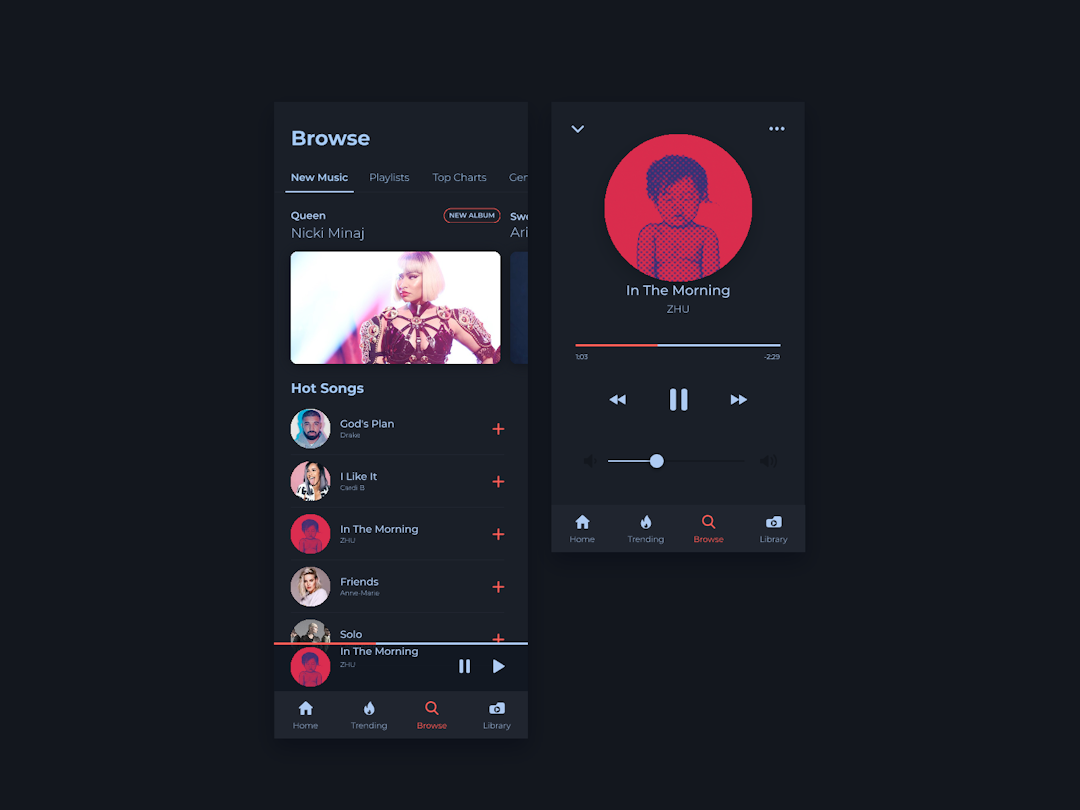 Browse
New Music Playlists Top Charts Gen
Queen NEW ALBUM Swe
Nicki Minaj Ari
Hot Songs
God's Plan
Drake
I Like It
Cardi B
In The Morning
ZHU
Friends
Anne-Marie
Solo
In The Morning
ZHU
Home Trending Browse Library
In The Morning
ZHU
1:03 -2:29
Home Trending Browse Library